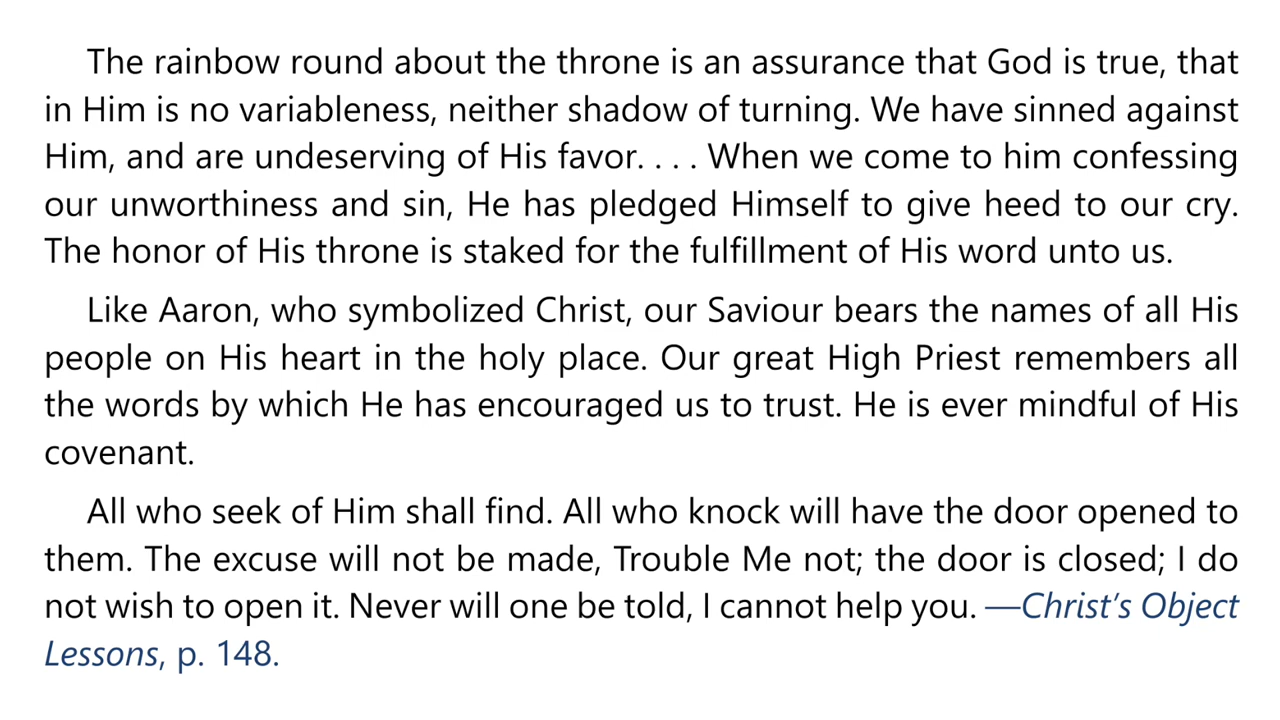 The rainbow round about the throne is an assurance that God is true, that
in Him is no variableness, neither shadow of turning. We have sinned against
Him, and are undeserving of His favor. . . . When we come to him confessing
our unworthiness and sin, He has pledged Himself to give heed to our cry.
The honor of His throne is staked for the fulfillment of His word unto us.
Like Aaron, who symbolized Christ, our Saviour bears the names of all His
people on His heart in the holy place. Our great High Priest remembers all
the words by which He has encouraged us to trust. He is ever mindful of His
covenant.
All who seek of Him shall find. All who knock will have the door opened to
them. The excuse will not be made, Trouble Me not; the door is closed; I do
not wish to open it. Never will one be told, I cannot help you. —Christ’s Object
Lessons, p. 148.